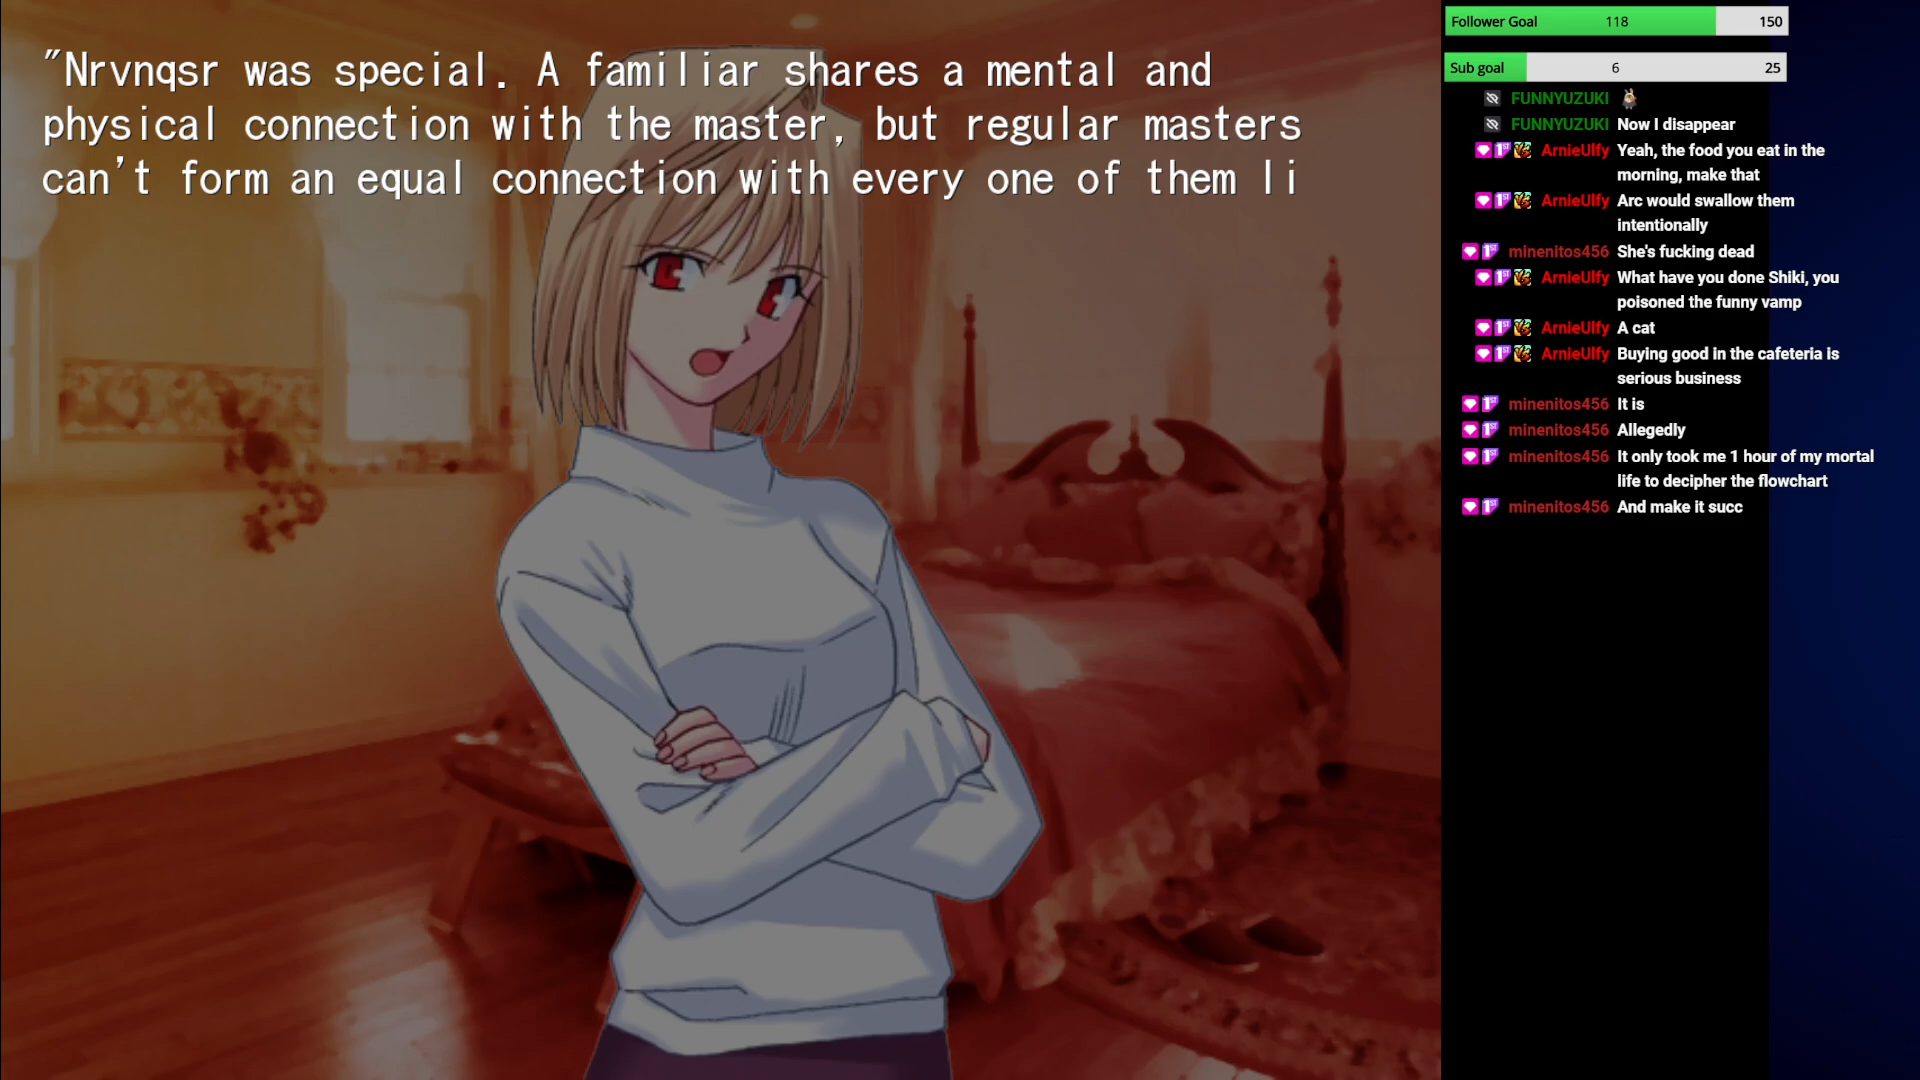 "Nrvnqsr was special. A familiar shares a mental and
physical connection with the master, but regular masters
can't form an equal connection with every one of them li
Follower Goal 118 150
Sub goal 6 25
FUNNYUZUKI
FUNNYUZUKI Now I disappear
ArnieUlfy Yeah, the food you eat in the
morning, make that
ArnieUlfy Arc would swallow them
intentionally
minenitos456 She's fucking dead
ArnieUlfy What have you done Shiki, you
poisoned the funny vamp
ArnieUlfy A cat
ArnieUlfy Buying good in the cafeteria is
serious business
minenitos456 It is
minenitos456 Allegedly
minenitos456 It only took me 1 hour of my mortal
life to decipher the flowchart
minenitos456 And make it succ